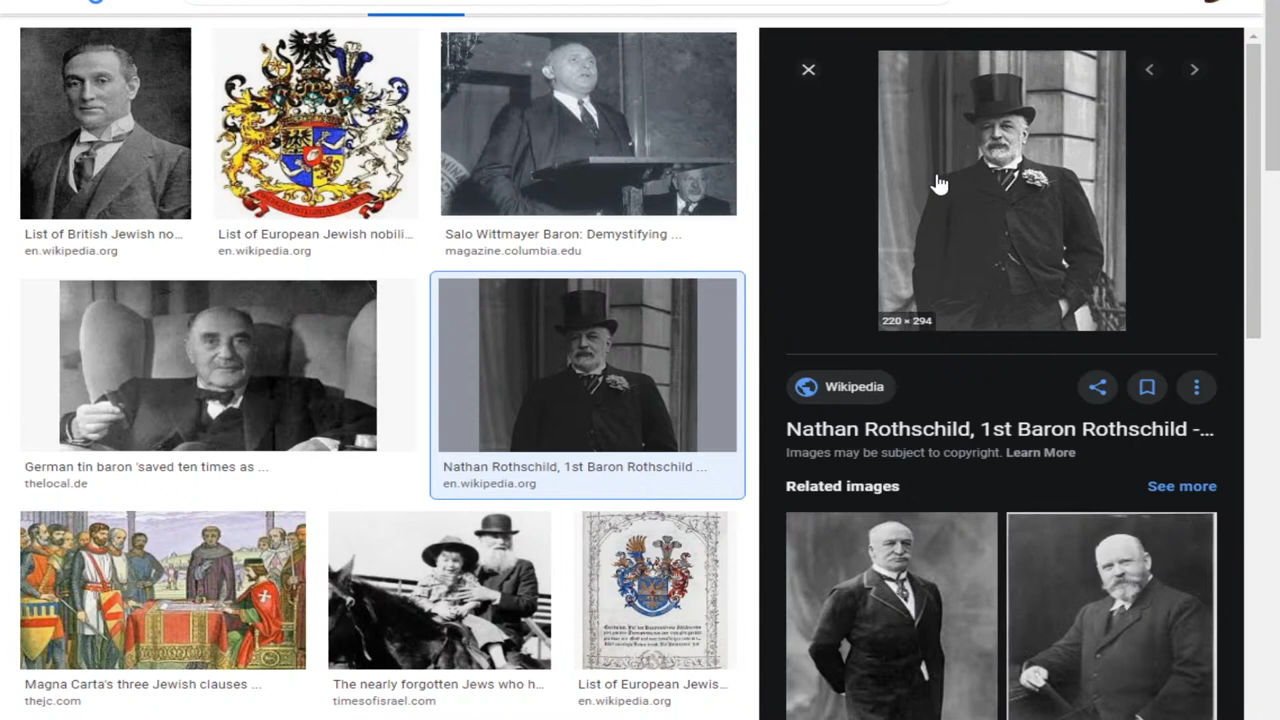 List of British Jewish no...
en.wikipedia.org
List of European Jewish nobili...
en.wikipedia.org
Salo Wittmayer Baron: Demystifying ...
magazine.columbia.edu
220 × 294
Wikipedia
Nathan Rothschild, 1st Baron Rothschild -...
Images may be subject to copyright. Learn More
Related images
See more
German tin baron 'saved ten times as ...
thelocal.de
Nathan Rothschild, 1st Baron Rothschild ...
en.wikipedia.org
Magna Carta's three Jewish clauses ...
thejc.com
The nearly forgotten Jews who h...
timesofisrael.com
List of European Jewis...
en.wikipedia.org